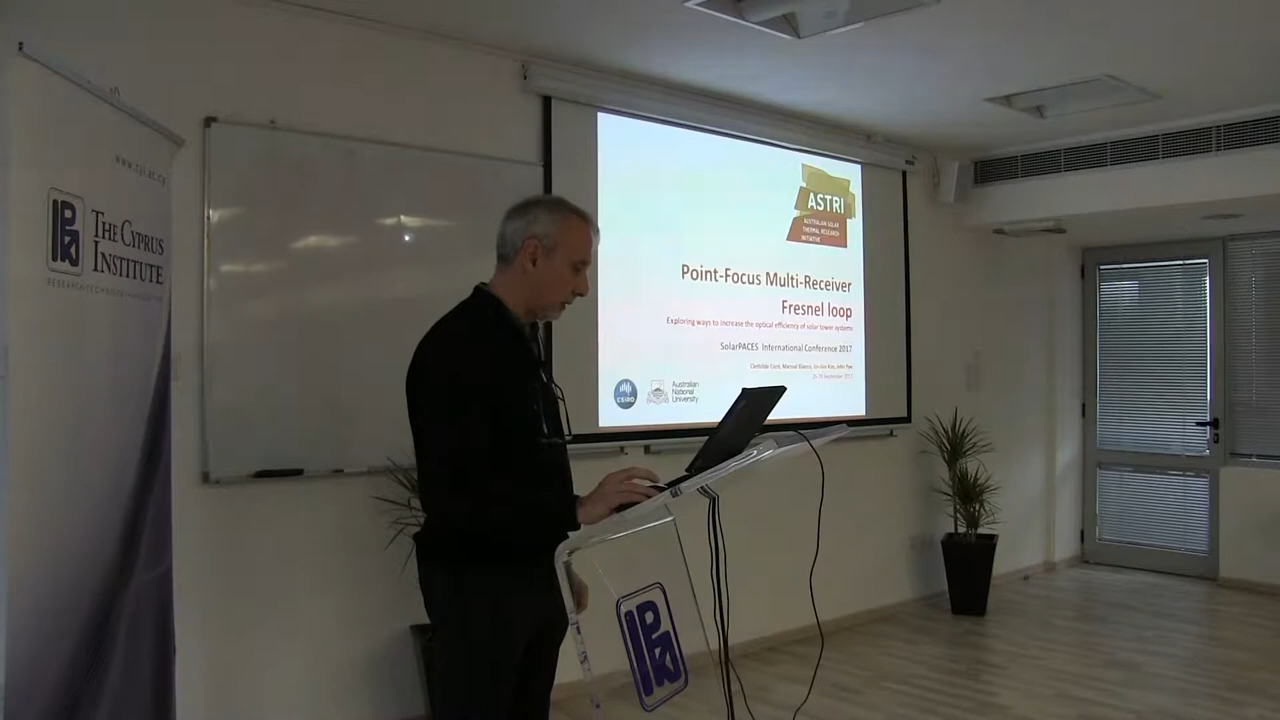 www.cyi.ac.cy
THE CYPRUS
INSTITUTE
ASTRI
AUSTRALIAN SOLAR
THERMAL RESEARCH
INITIATIVE
Point-Focus Multi-Receiver
Fresnel loop
Exploring ways to increase the optical efficiency of solar tower systems
SolarPACES International Conference 2017
CSIRO
Australian
National
University